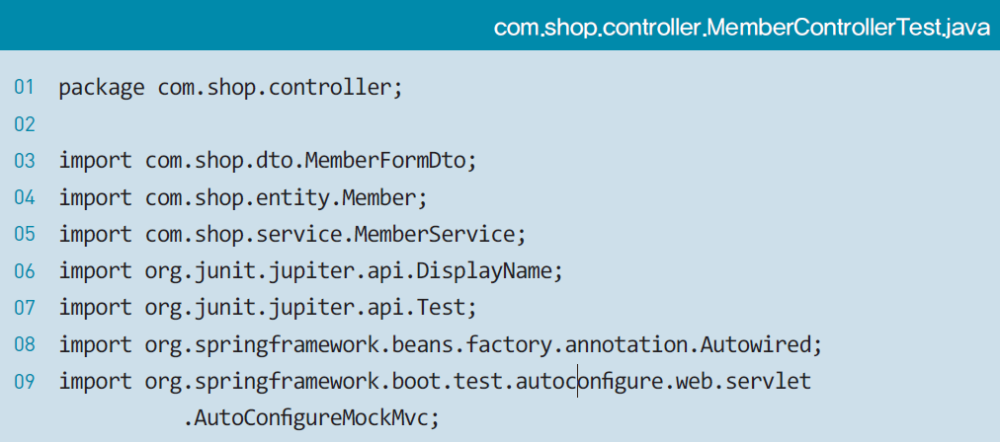 com.shop.controller.MemberControllerTest.java
01 package com.shop.controller;
02
03 import com.shop.dto.MemberFormDto;
04 import com.shop.entity.Member;
05 import com.shop.service.MemberService;
06 import org.junit.jupiter.api.DisplayName;
07 import org.junit.jupiter.api.Test;
08 import org.springframework.beans.factory.annotation.Autowired;
09 import org.springframework.boot.test.autoconfigure.web.servlet
.AutoConfigureMockMvc;